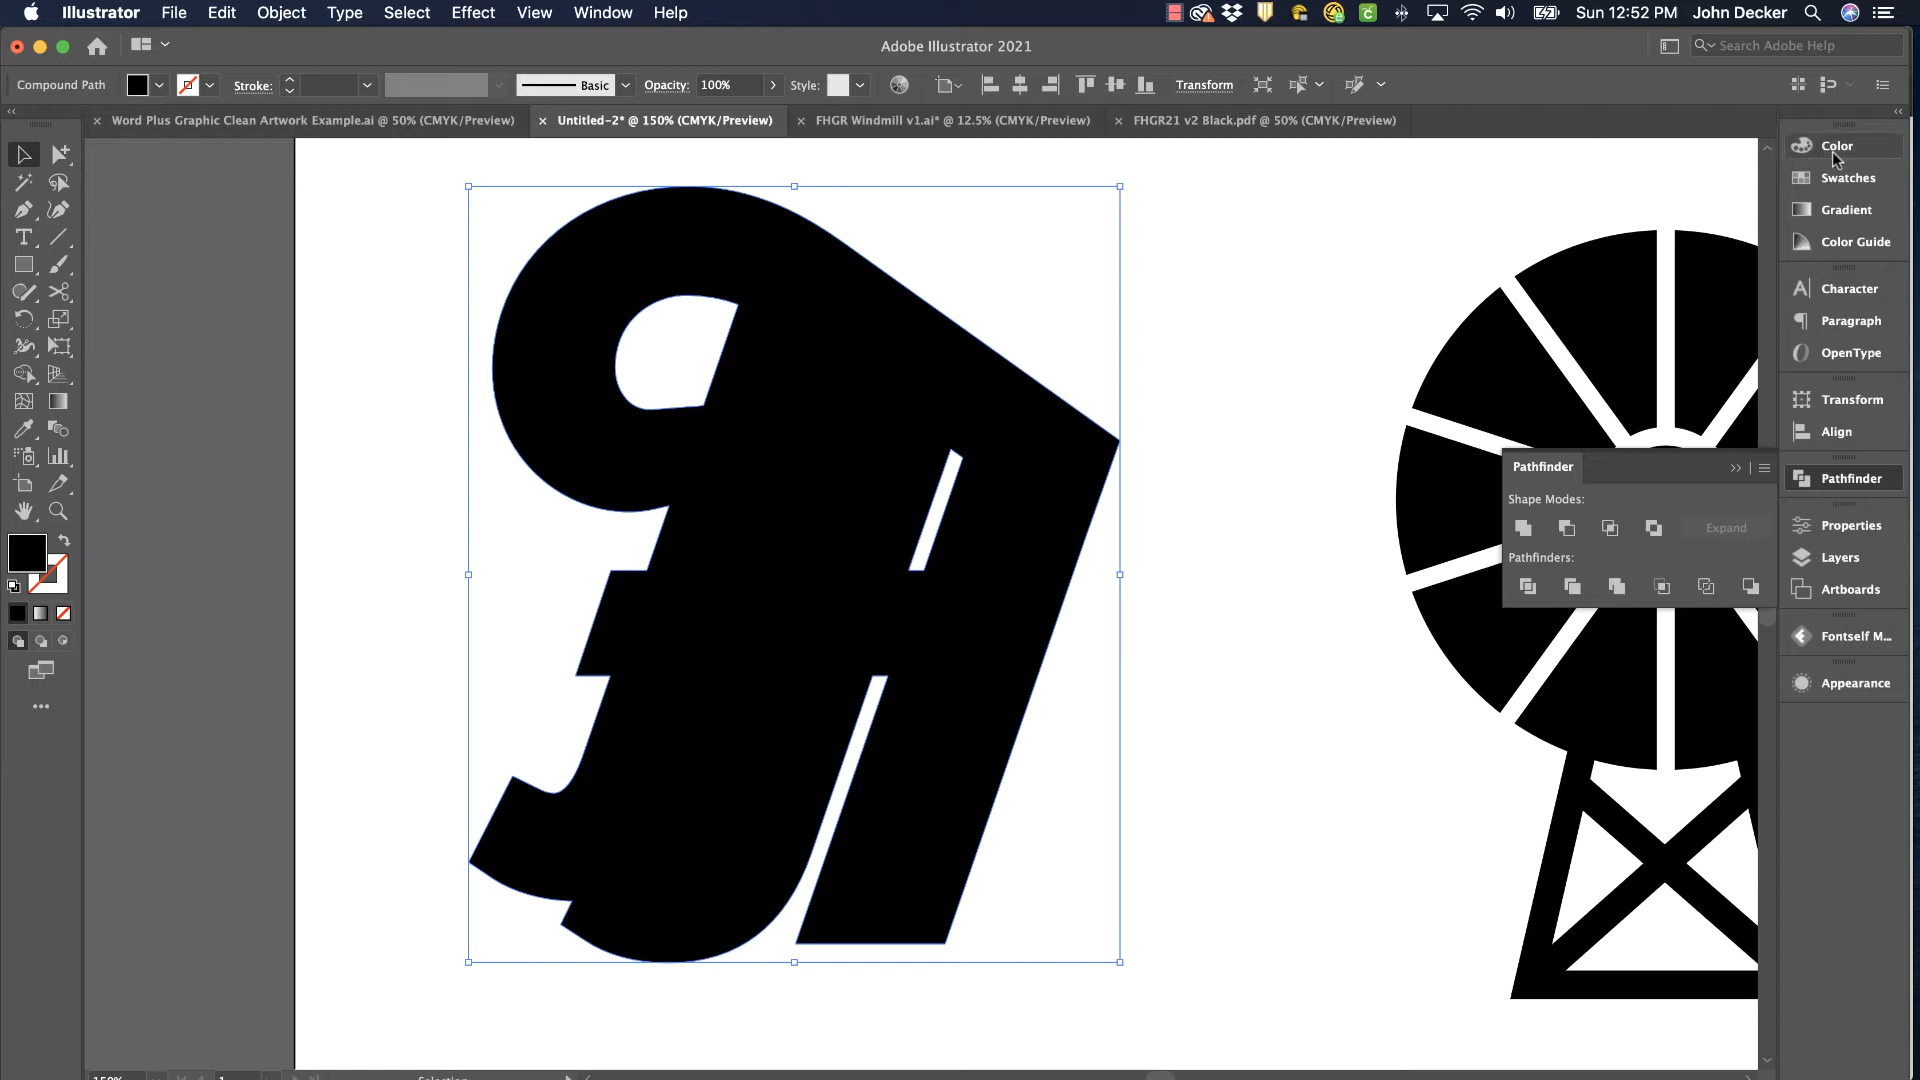 Illustrator File Edit Object Type Select Effect View Window Help Sun 12:52 PM John Decker
Adobe Illustrator 2021 Search Adobe Help
Compound Path Stroke: Basic Opacity: 100% Style: Transform
Word Plus Graphic Clean Artwork Example.ai @ 50% (CMYK/Preview) Untitled-2* @ 150% (CMYK/Preview) FHGR Windmill v1.ai* @ 12.5% (CMYK/Preview) FHGR21 v2 Black.pdf @ 50% (CMYK/Preview)
Color
Swatches
Gradient
Color Guide
Character
Paragraph
OpenType
Transform
Align
Pathfinder
Properties
Layers
Artboards
Fontself M...
Appearance
Pathfinder
Shape Modes:
Expand
Pathfinders:
150% 1 Selection